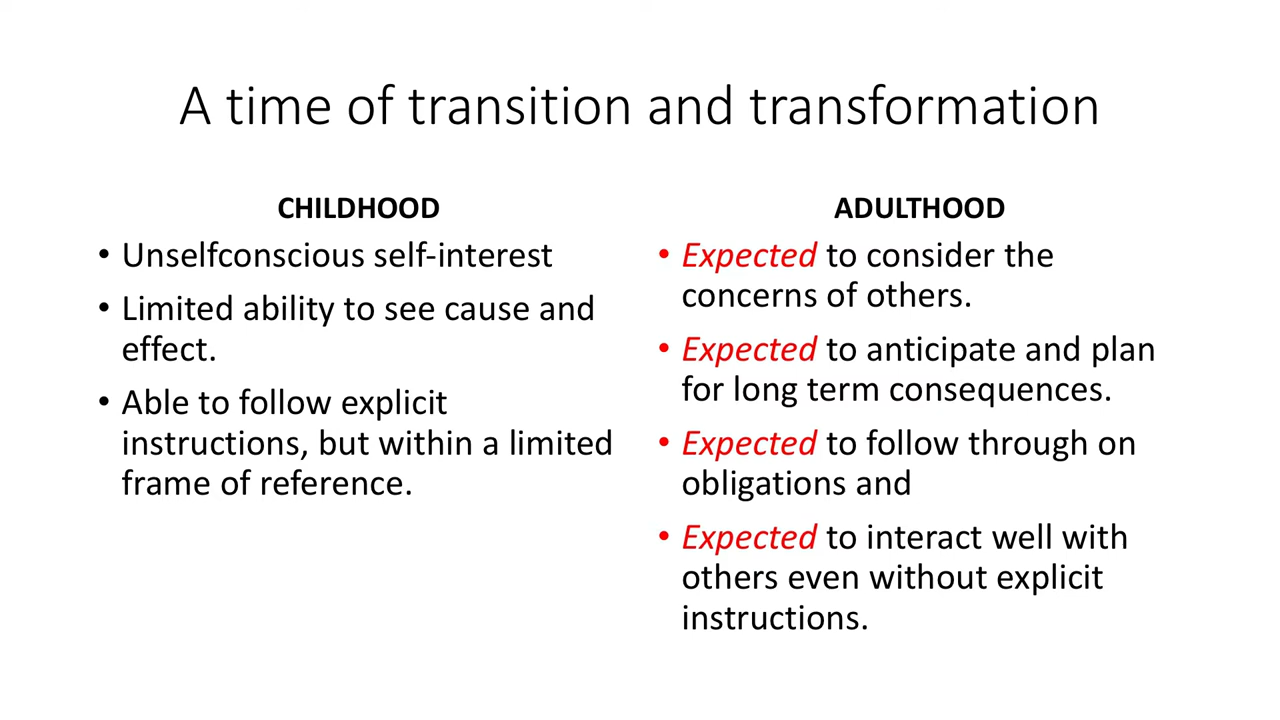 A time of transition and transformation
CHILDHOOD
• Unselfconscious self-interest
• Limited ability to see cause and
effect.
• Able to follow explicit
instructions, but within a limited
frame of reference.
ADULTHOOD
• Expected to consider the
concerns of others.
• Expected to anticipate and plan
for long term consequences.
• Expected to follow through on
obligations and
• Expected to interact well with
others even without explicit
instructions.